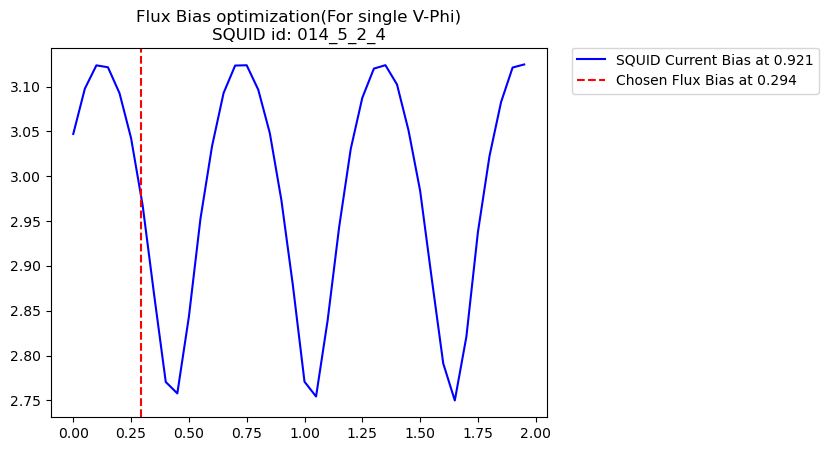 Flux Bias optimization(For single V-Phi)
SQUID id: 014_5_2_4
SQUID Current Bias at 0.921
Chosen Flux Bias at 0.294
3.10
3.05
3.00
2.95
2.90
2.85
2.80
2.75
0.00 0.25 0.50 0.75 1.00 1.25 1.50 1.75 2.00